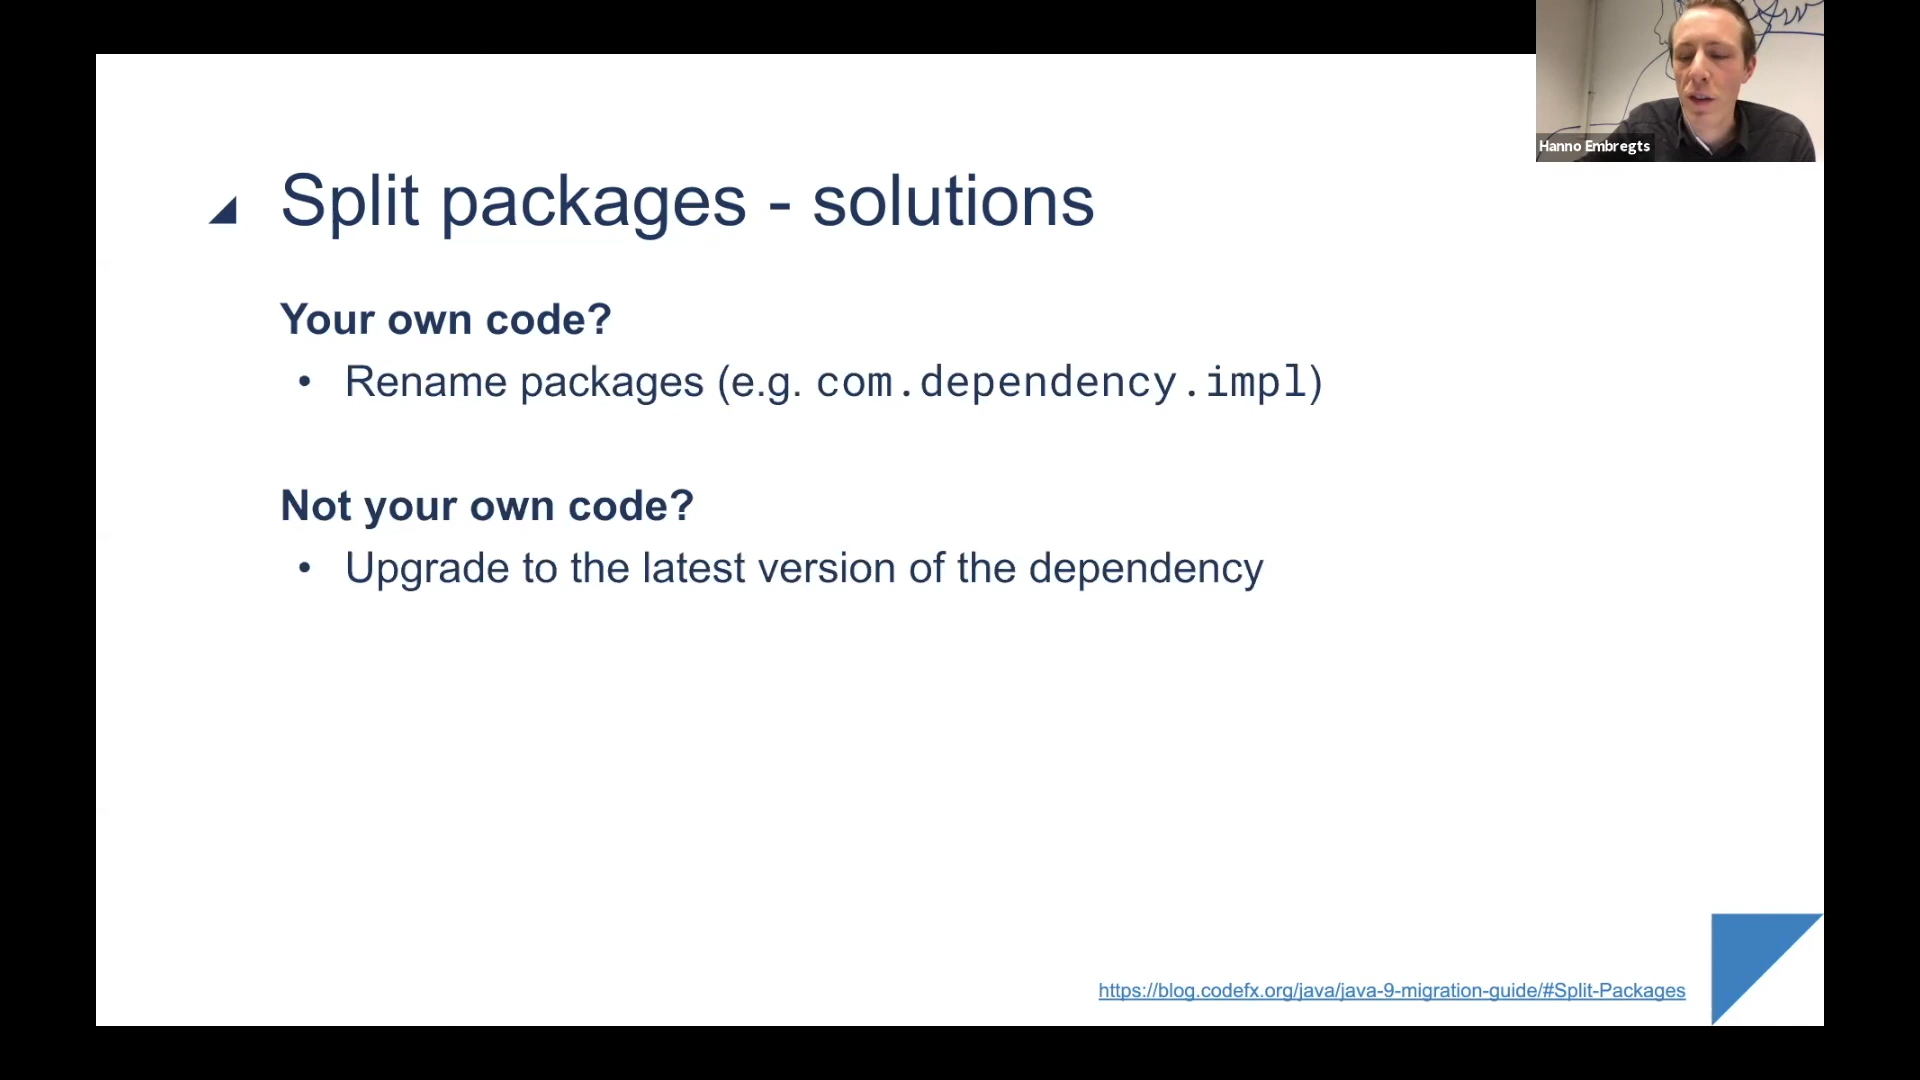 Hanno Embregts
Split packages - solutions
Your own code?
• Rename packages (e.g. com.dependency.impl)
Not your own code?
• Upgrade to the latest version of the dependency
https://blog.codefx.org/java/java-9-migration-guide/#Split-Packages